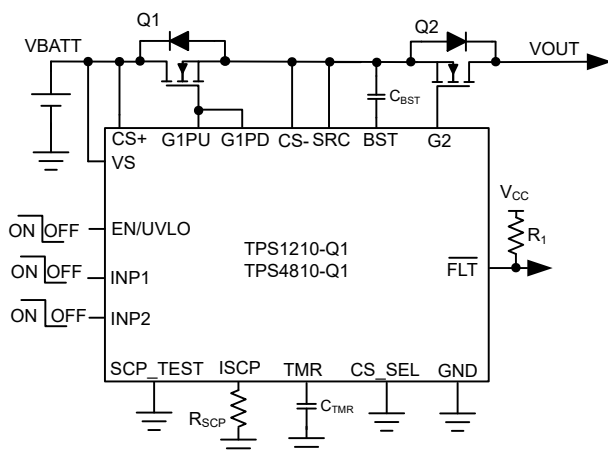 Q1
Q2
VBATT
VOUT
CBST
CS+
G1PU
G1PD
CS-
SRC
BST
G2
VS
VCC
ON OFF
EN/UVLO
R1
TPS1210-Q1
ON OFF
INP1
TPS4810-Q1
FLT
ON OFF
INP2
SCP_TEST
ISCP
TMR
CS_SEL
GND
RSCP
CTMR